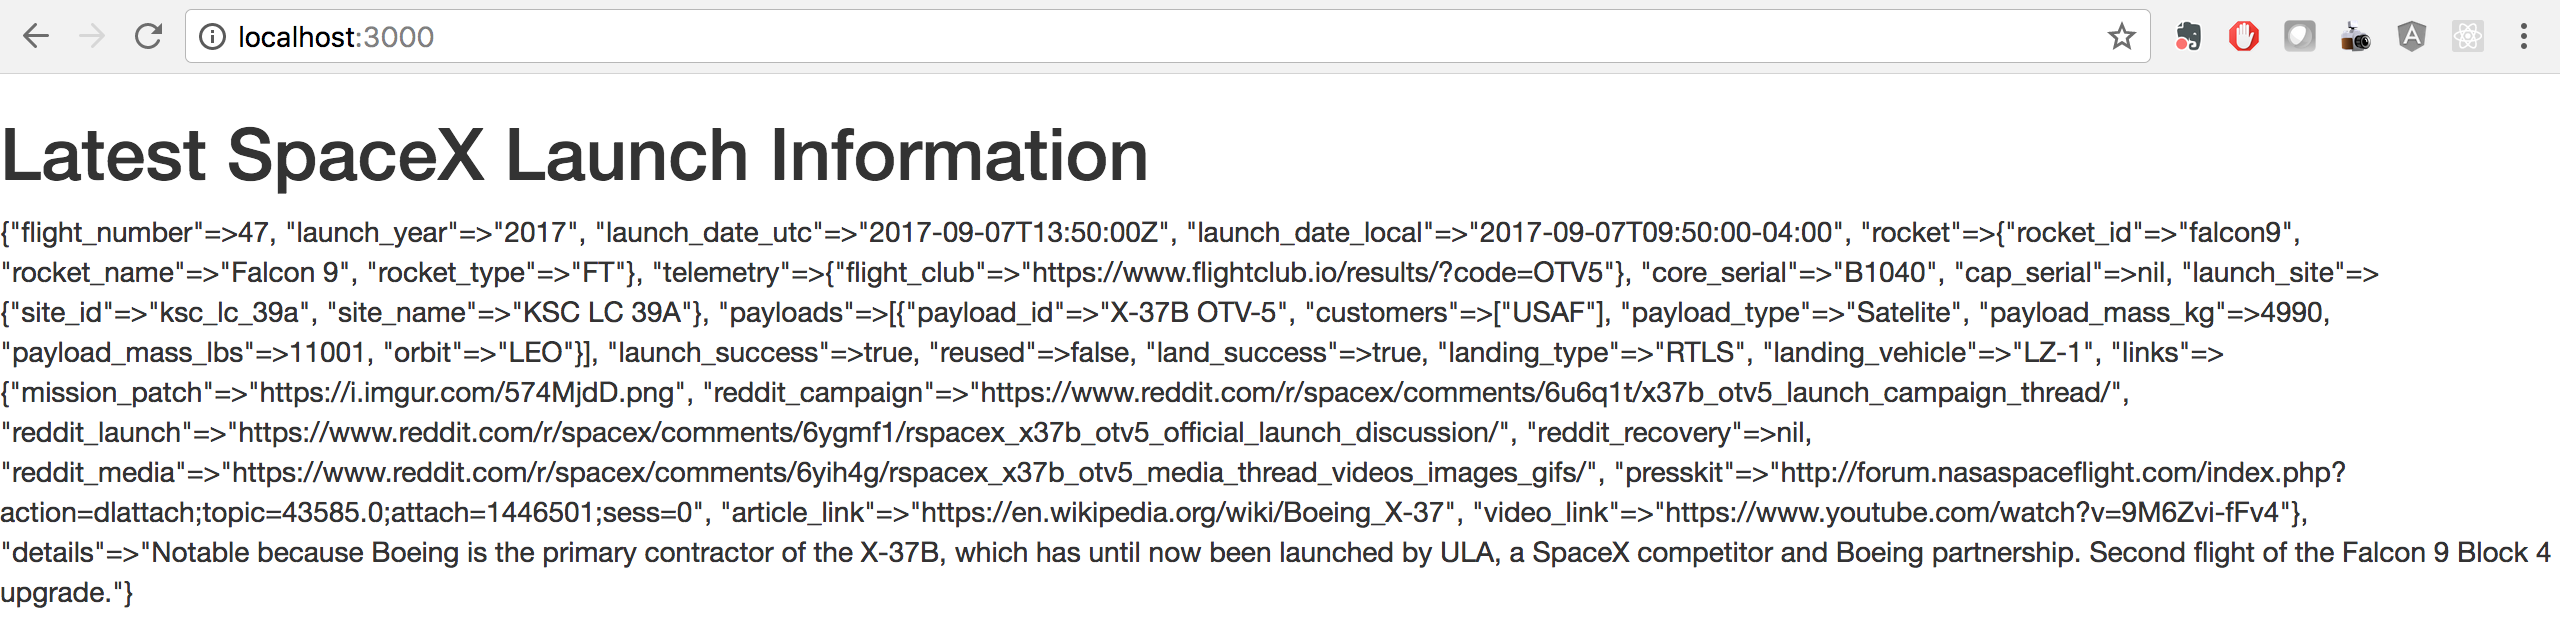 localhost:3000
Latest SpaceX Launch Information
{"flight_number"=>47, "launch_year"=>"2017", "launch_date_utc"=>"2017-09-07T13:50:00Z", "launch_date_local"=>"2017-09-07T09:50:00-04:00", "rocket"=>{"rocket_id"=>"falcon9",
"rocket_name"=>"Falcon 9", "rocket_type"=>"FT"}, "telemetry"=>{"flight_club"=>"https://www.flightclub.io/results/?code=OTV5"}, "core_serial"=>"B1040", "cap_serial"=>nil, "launch_site"=>
{"site_id"=>"ksc_lc_39a", "site_name"=>"KSC LC 39A"}, "payloads"=>[{"payload_id"=>"X-37B OTV-5", "customers"=>["USAF"], "payload_type"=>"Satelite", "payload_mass_kg"=>4990,
"payload_mass_lbs"=>11001, "orbit"=>"LEO"}], "launch_success"=>true, "reused"=>false, "land_success"=>true, "landing_type"=>"RTLS", "landing_vehicle"=>"LZ-1", "links"=>
{"mission_patch"=>"https://i.imgur.com/574MjdD.png", "reddit_campaign"=>"https://www.reddit.com/r/spacex/comments/6u6q1t/x37b_otv5_launch_campaign_thread/",
"reddit_launch"=>"https://www.reddit.com/r/spacex/comments/6ygmf1/rspacex_x37b_otv5_official_launch_discussion/", "reddit_recovery"=>nil,
"reddit_media"=>"https://www.reddit.com/r/spacex/comments/6yih4g/rspacex_x37b_otv5_media_thread_videos_images_gifs/", "presskit"=>"http://forum.nasaspaceflight.com/index.php?
action=dlattach;topic=43585.0;attach=1446501;sess=0", "article_link"=>"https://en.wikipedia.org/wiki/Boeing_X-37", "video_link"=>"https://www.youtube.com/watch?v=9M6Zvi-fFv4"},
"details"=>"Notable because Boeing is the primary contractor of the X-37B, which has until now been launched by ULA, a SpaceX competitor and Boeing partnership. Second flight of the Falcon 9 Block 4
upgrade."}